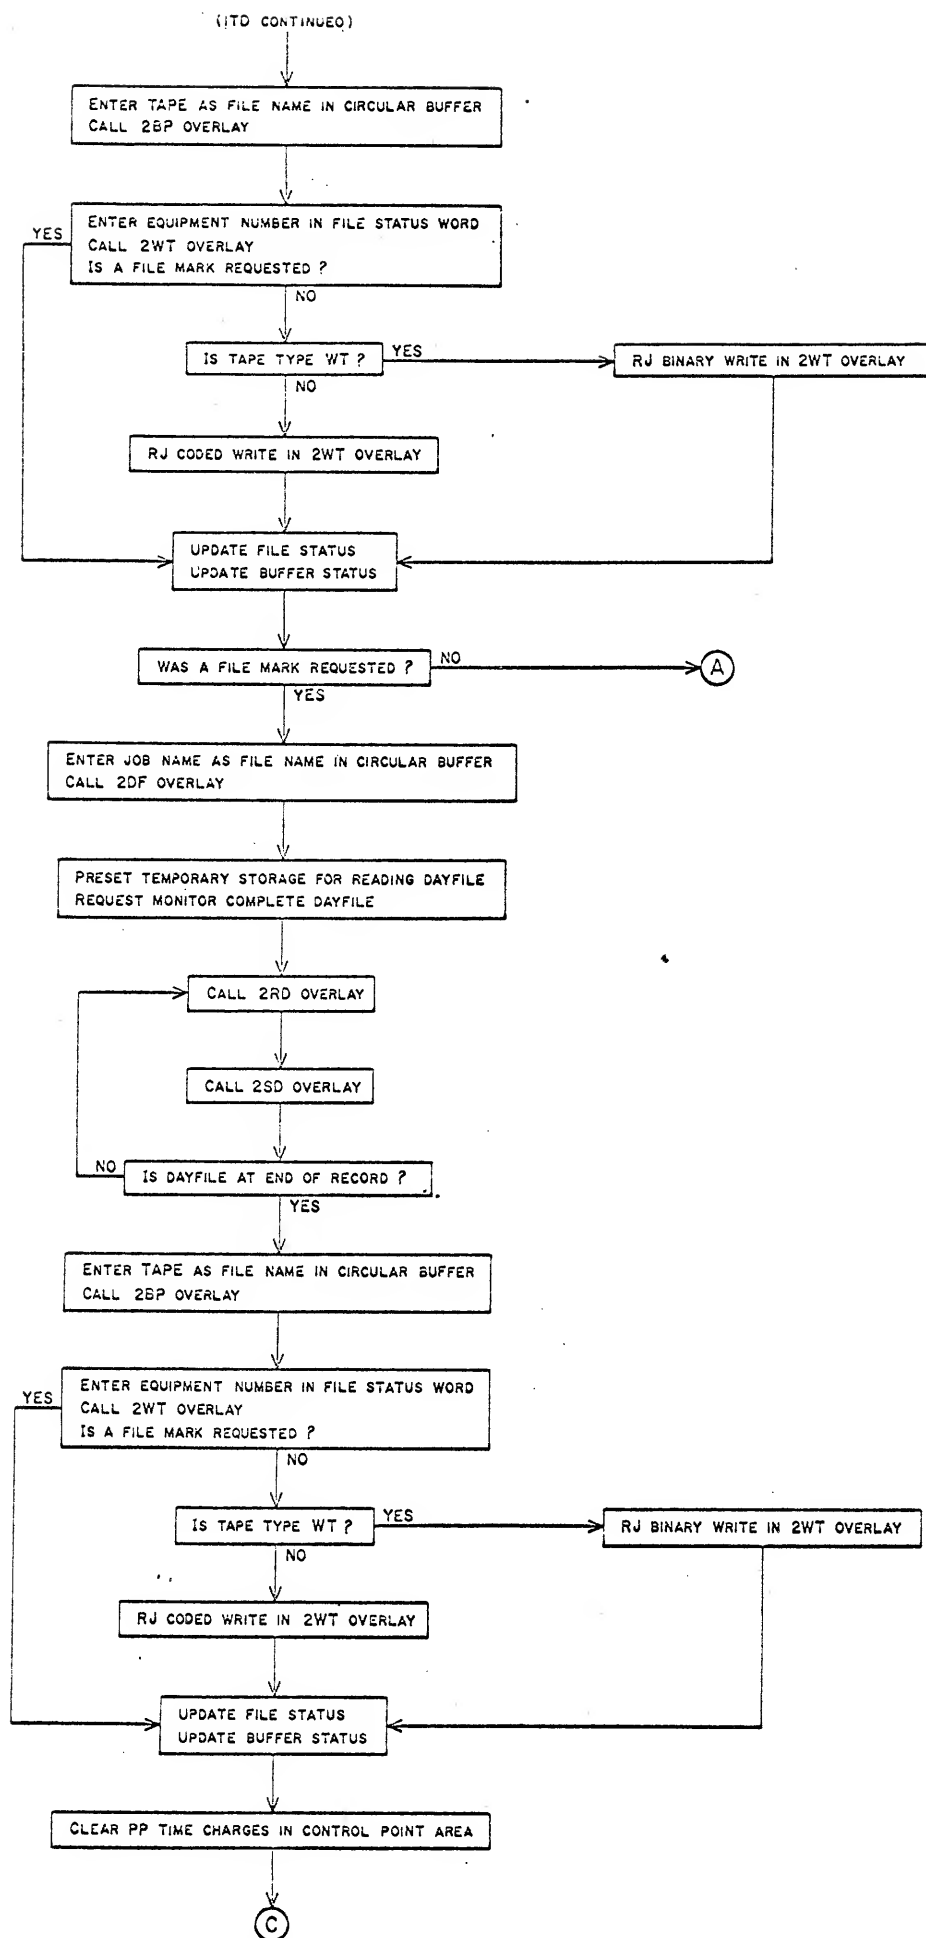 (1TD CONTINUED)
ENTER TAPE AS FILE NAME IN CIRCULAR BUFFER
CALL 2BP OVERLAY
ENTER EQUIPMENT NUMBER IN FILE STATUS WORD
YES
CALL 2WT OVERLAY
IS A FILE MARK REQUESTED ?
NO
IS TAPE TYPE WT ?
YES
RJ BINARY WRITE IN 2WT OVERLAY
NO
RJ CODED WRITE IN 2WT OVERLAY
UPDATE FILE STATUS
UPDATE BUFFER STATUS
WAS A FILE MARK REQUESTED ?
NO
A
YES
ENTER JOB NAME AS FILE NAME IN CIRCULAR BUFFER
CALL 2DF OVERLAY
PRESET TEMPORARY STORAGE FOR READING DAYFILE
REQUEST MONITOR COMPLETE DAYFILE
CALL 2RD OVERLAY
CALL 2SD OVERLAY
NO
IS DAYFILE AT END OF RECORD ?
YES
ENTER TAPE AS FILE NAME IN CIRCULAR BUFFER
CALL 2BP OVERLAY
ENTER EQUIPMENT NUMBER IN FILE STATUS WORD
YES
CALL 2WT OVERLAY
IS A FILE MARK REQUESTED ?
NO
IS TAPE TYPE WT ?
YES
RJ BINARY WRITE IN 2WT OVERLAY
NO
RJ CODED WRITE IN 2WT OVERLAY
UPDATE FILE STATUS
UPDATE BUFFER STATUS
CLEAR PP TIME CHARGES IN CONTROL POINT AREA
C